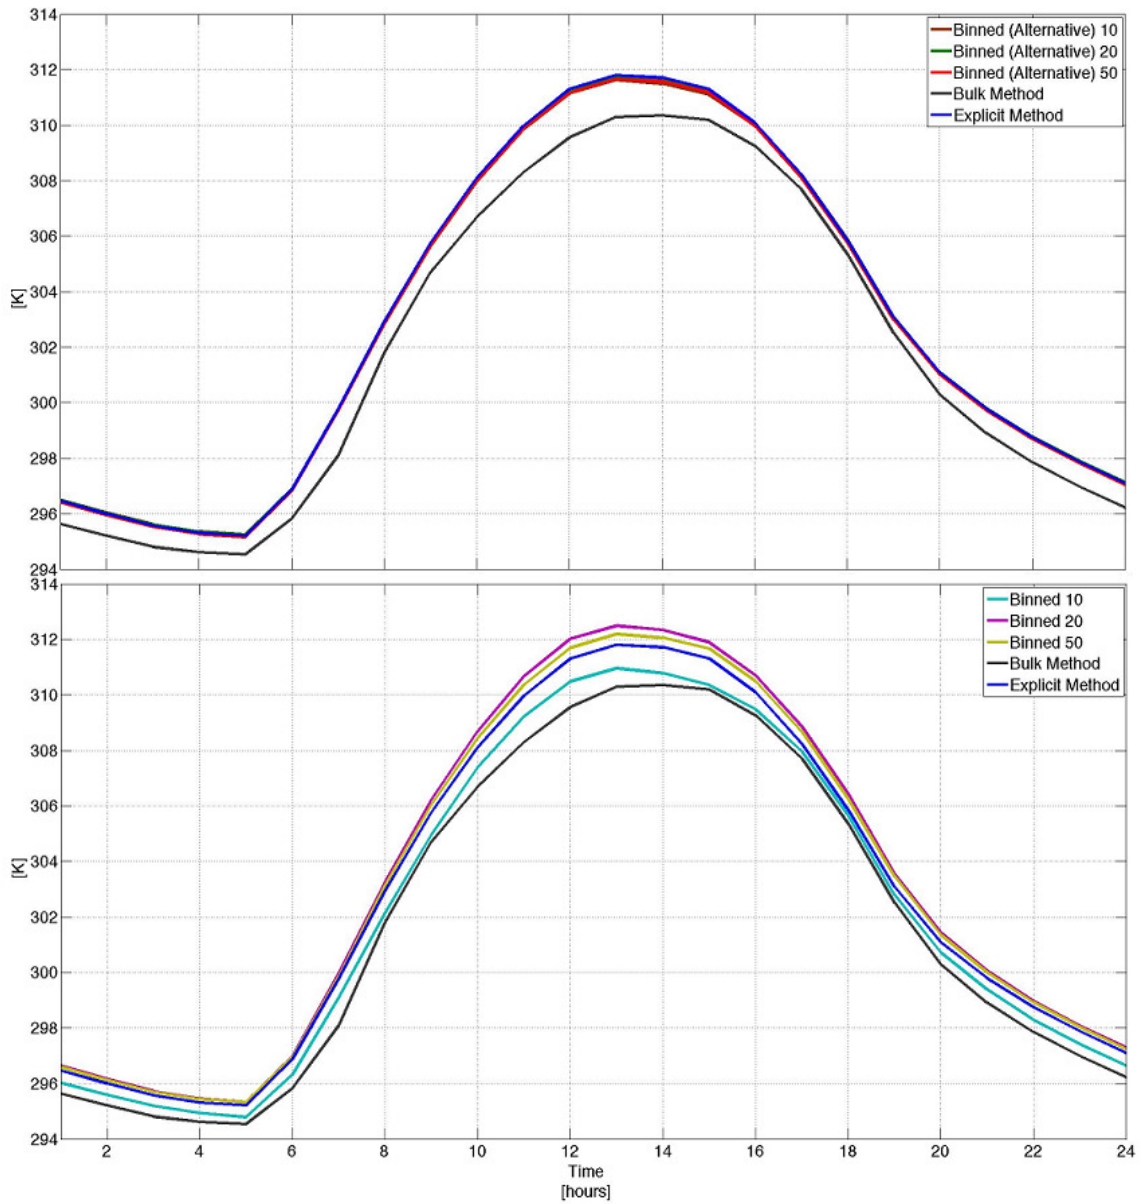 314
312
310
308
306
304
302
300
298
296
294
[K]
Binned (Alternative) 10
Binned (Alternative) 20
Binned (Alternative) 50
Bulk Method
Explicit Method
314
312
310
308
306
304
302
300
298
296
294
[K]
Binned 10
Binned 20
Binned 50
Bulk Method
Explicit Method
2 4 6 8 10 12 14 16 18 20 22 24
Time
[hours]